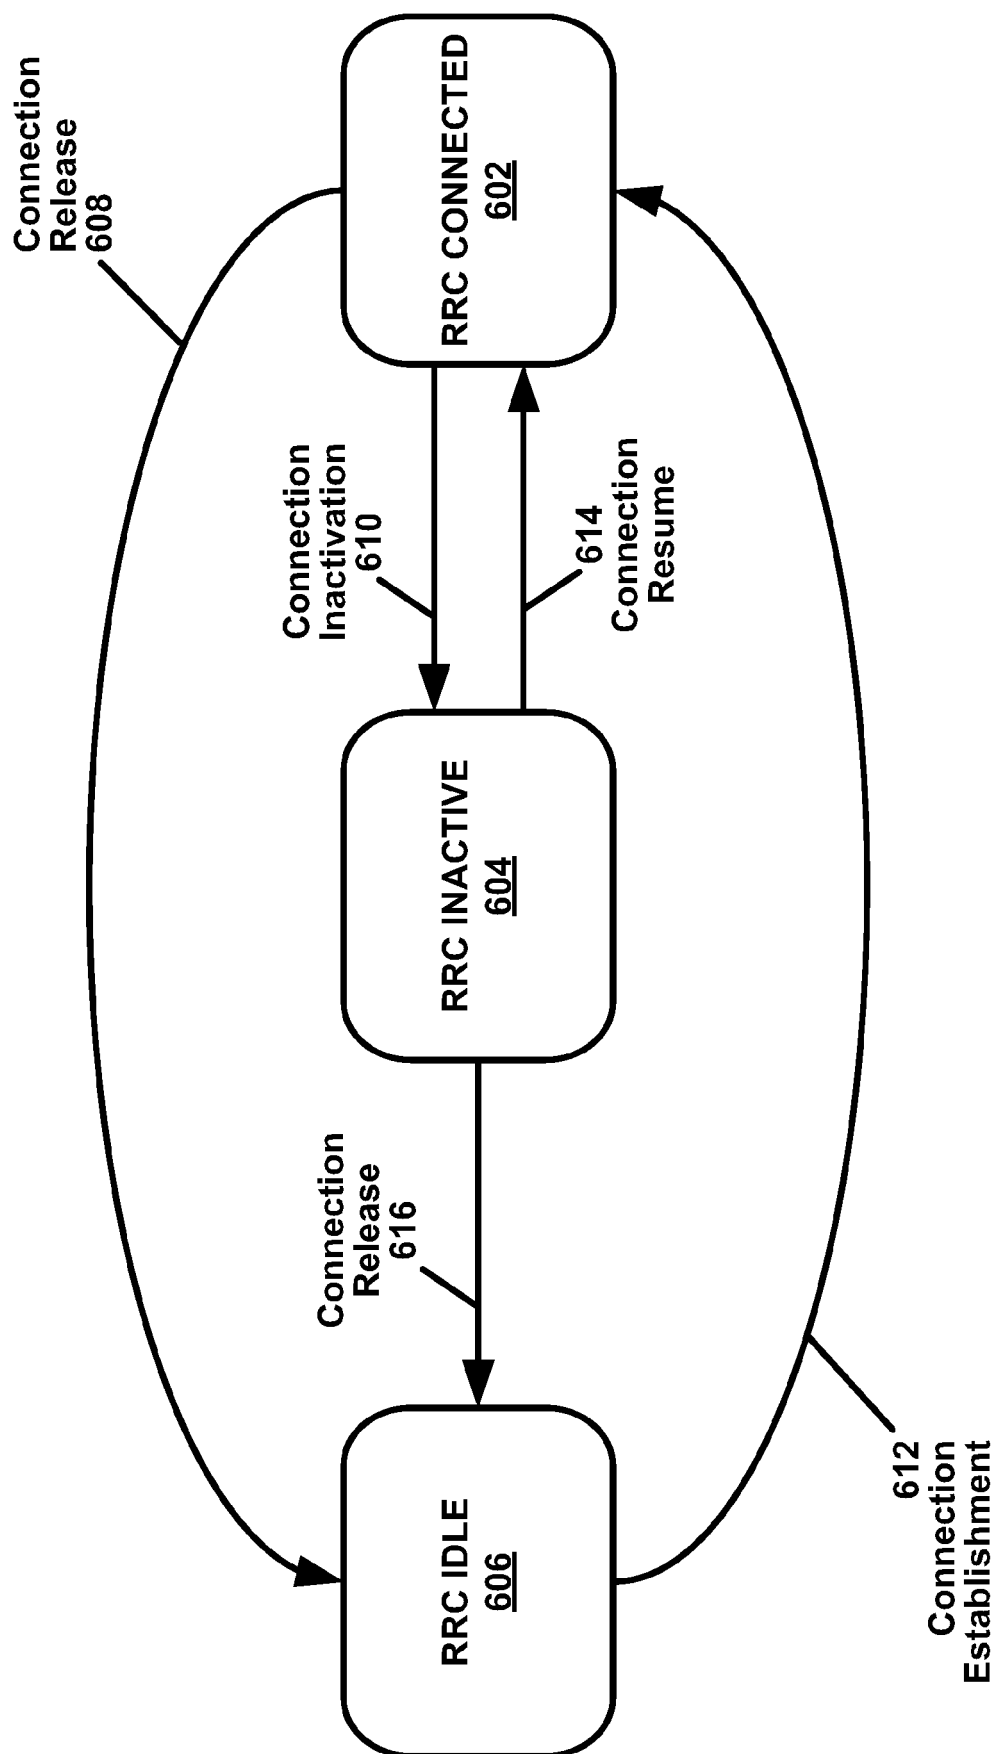 Connection
Release
608
RRC IDLE
606
Connection
Release
616
RRC INACTIVE
604
Connection
Inactivation
610
614
Connection
Resume
RRC CONNECTED
602
612
Connection
Establishment